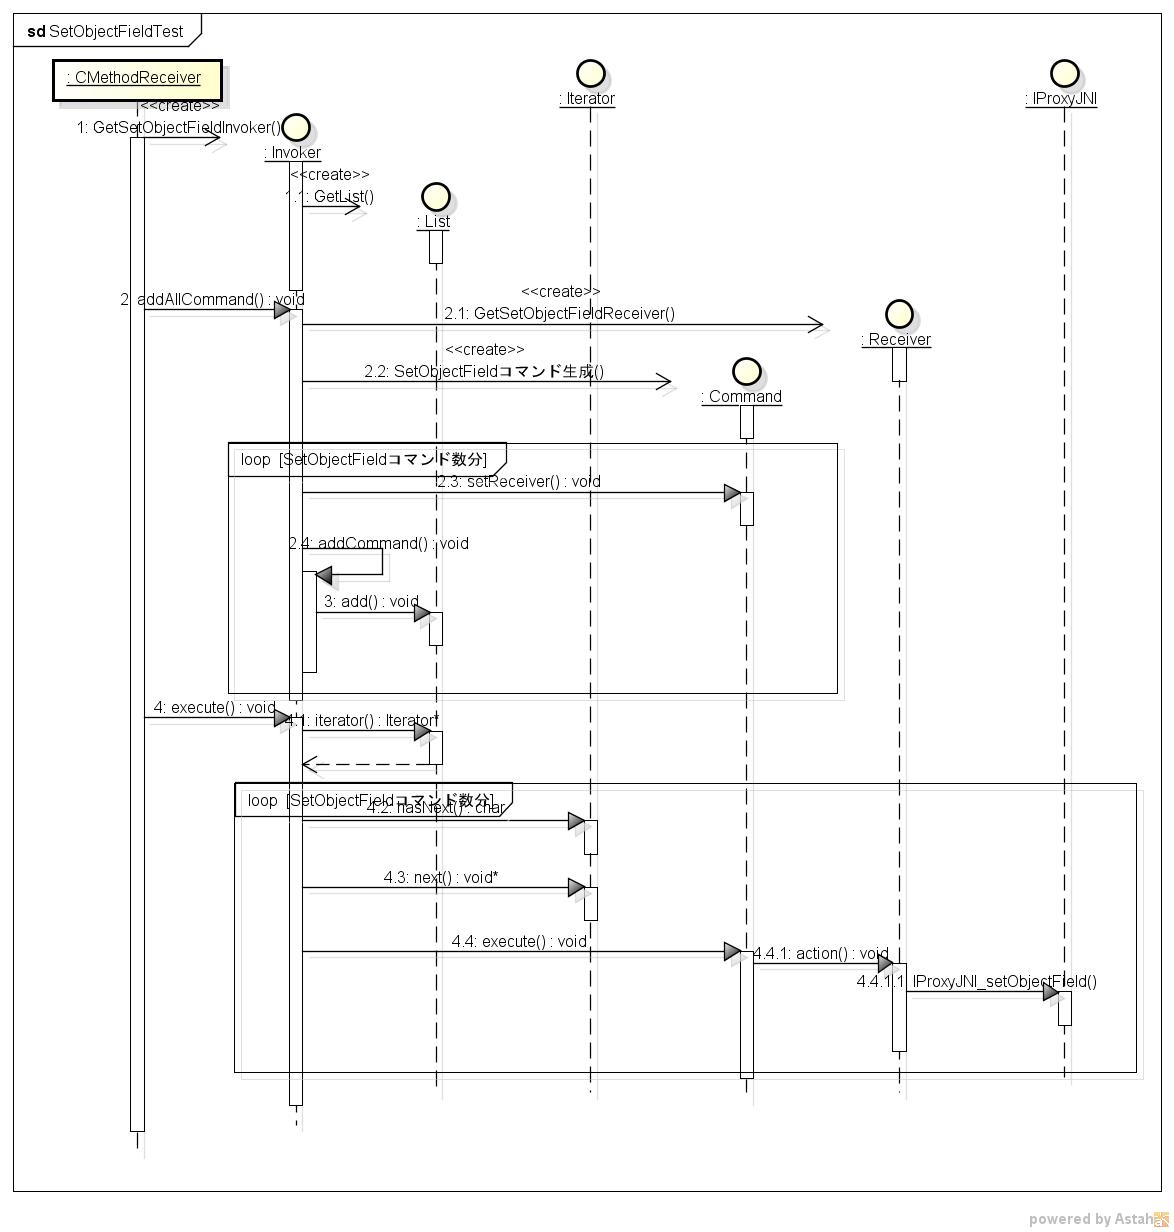 sd SetObjectFieldTest
: CMethodReceiver
: Iterator
: IProxyJNI
<<create>>
1: GetSetObjectFieldInvoker()
: Invoker
<<create>>
1.1: GetList()
: List
2: addAllCommand() : void
<<create>>
2.1: GetSetObjectFieldReceiver()
: Receiver
<<create>>
2.2: SetObjectFieldコマンド生成()
: Command
loop [SetObjectFieldコマンド数分]
2.3: setReceiver() : void
2.4: addCommand() : void
3: add() : void
4: execute() : void
4.1: iterator() : Iterator*
loop [SetObjectFieldコマンド数分]
4.2: hasNext() : char
4.3: next() : void*
4.4: execute() : void
4.4.1: action() : void
4.4.1.1: IProxyJNI_setObjectField()
powered by Astah